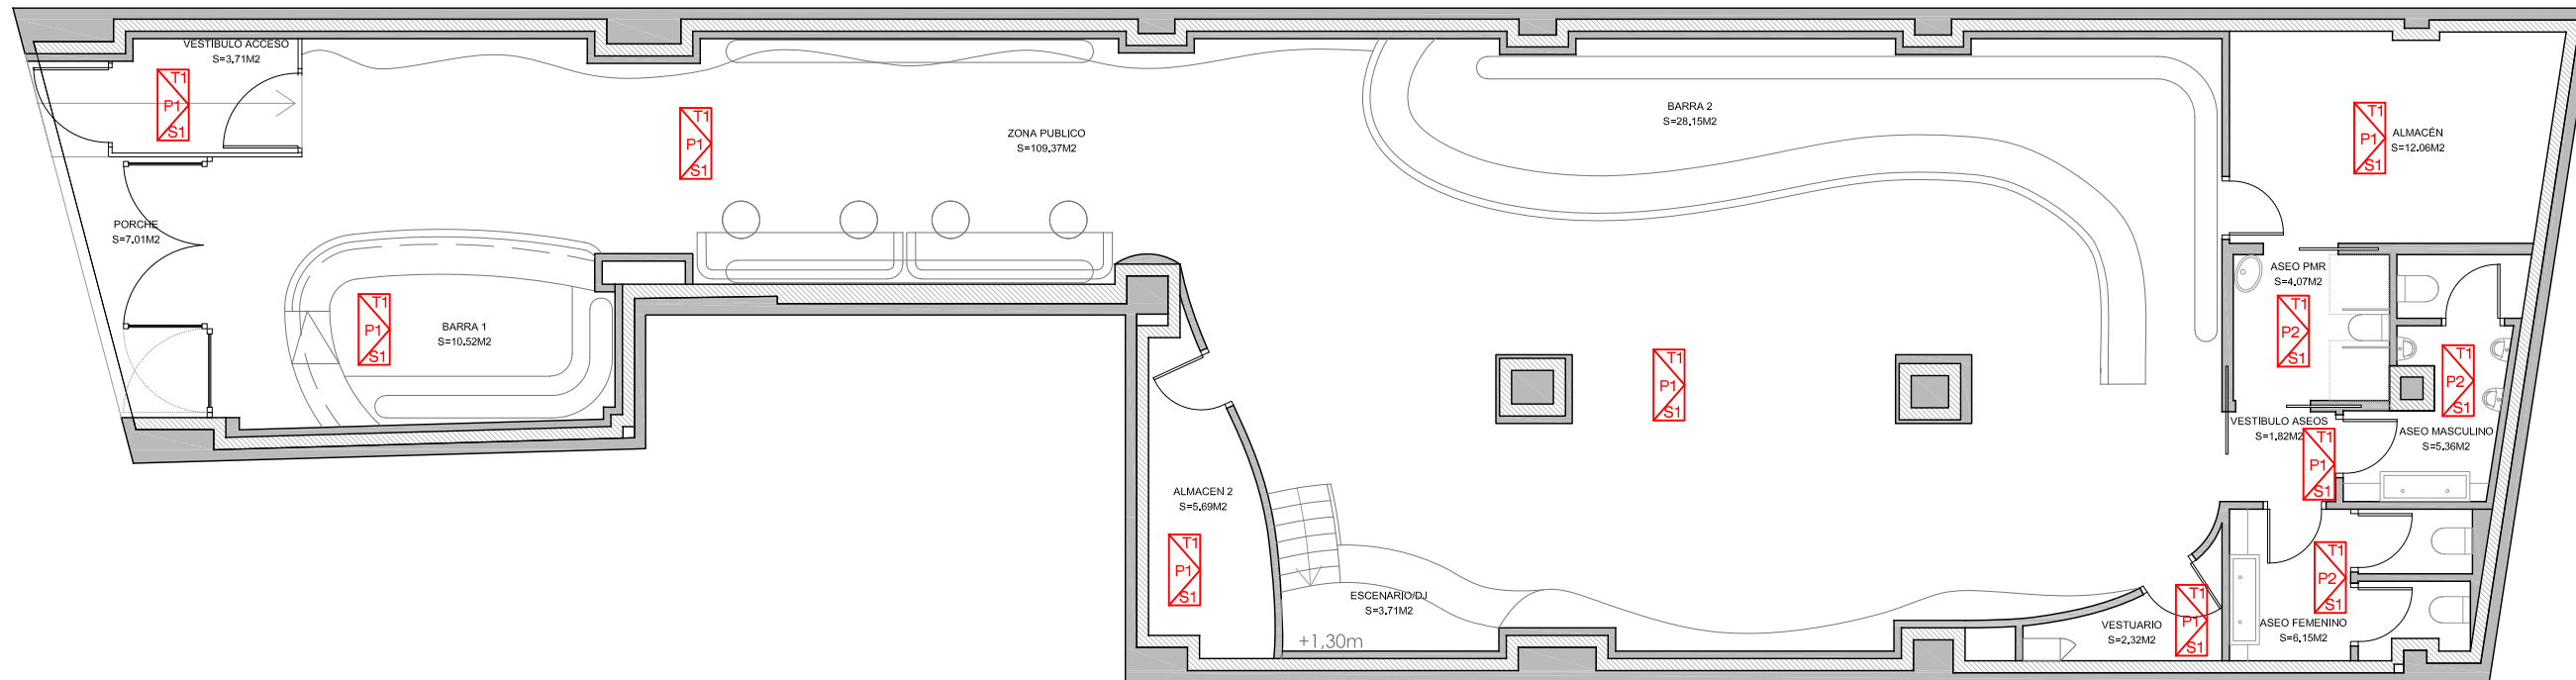 VESTIBULO ACCESO
S=3,71M2
T1
P1
S1
T1
P1
S1
ZONA PUBLICO
S=109.37M2
BARRA 2
S=28,15M2
T1
P1
S1
ALMACÉN
S=12.06M2
PORCHE
S=7.01M2
T1
P1
S1
BARRA 1
S=10.52M2
ASEO PMR
S=4.07M2
T1
P2
S1
T1
P1
S1
T1
P2
S1
VESTIBULO ASEOS
S=1.82M2
T1
P1
S1
ASEO MASCULINO
S=5.36M2
ALMACEN 2
S=5.69M2
T1
P1
S1
ESCENARIO/DJ
S=3.71M2
+1,30m
T1
P2
S1
VESTUARIO
S=2,32M2
T1
P1
S1
ASEO FEMENINO
S=6.15M2